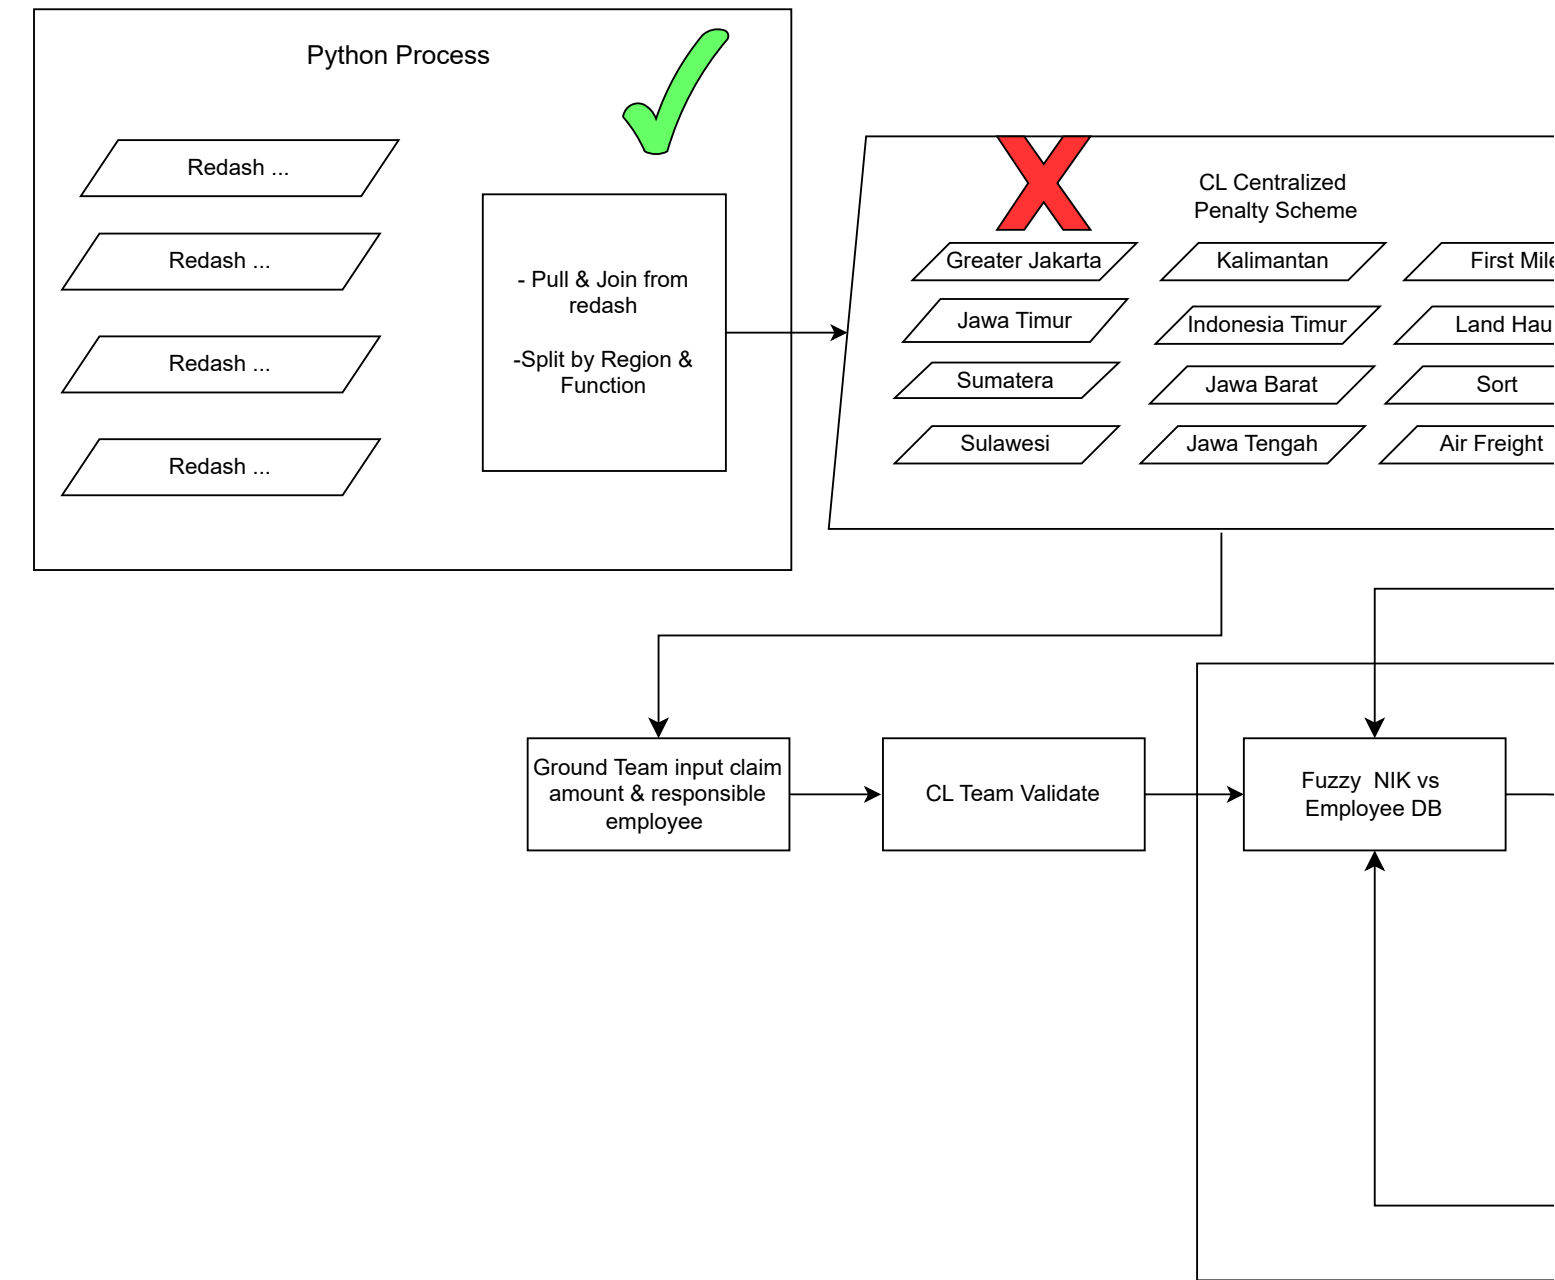 Python Process
Redash ...
Redash ...
Redash ...
Redash ...
- Pull & Join from
redash
-Split by Region &
Function
CL Centralized
Penalty Scheme
Greater Jakarta
Kalimantan
First Mile
Jawa Timur
Indonesia Timur
Land Hau
Sumatera
Jawa Barat
Sort
Sulawesi
Jawa Tengah
Air Freight
Ground Team input claim
amount & responsible
employee
CL Team Validate
Fuzzy  NIK vs
Employee DB